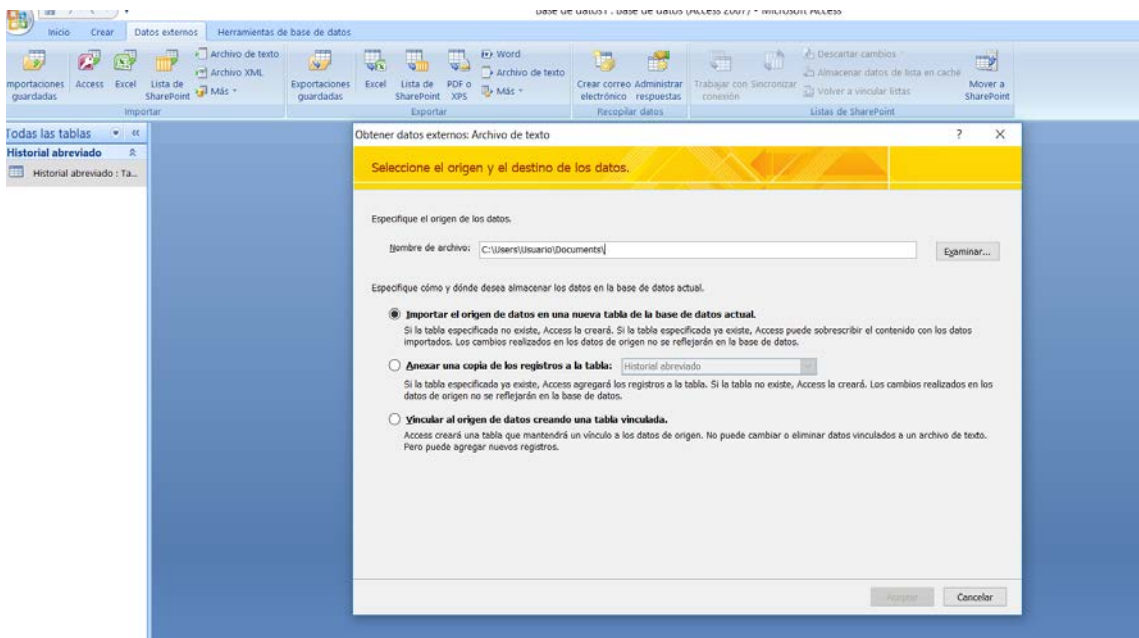 Base de datos1 : Base de datos (Access 2007) - Microsoft Access
Inicio Crear Datos externos Herramientas de base de datos
Importaciones guardadas
Access
Excel
Lista de SharePoint
Archivo de texto
Archivo XML
Más
Importar
Exportaciones guardadas
Excel
Lista de SharePoint
PDF o XPS
Word
Archivo de texto
Más
Exportar
Crear correo electrónico
Administrar respuestas
Recopilar datos
Trabajar con conexión
Sincronizar
Descartar cambios
Almacenar datos de lista en caché
Volver a vincular listas
Mover a SharePoint
Listas de SharePoint
Todas las tablas
Historial abreviado
Historial abreviado : Ta...
Obtener datos externos: Archivo de texto
Seleccione el origen y el destino de los datos.
Especifique el origen de los datos.
Nombre de archivo: C:\Users\Usuario\Documents\
Examinar...
Especifique cómo y dónde desea almacenar los datos en la base de datos actual.
Importar el origen de datos en una nueva tabla de la base de datos actual.
Si la tabla especificada no existe, Access la creará. Si la tabla especificada ya existe, Access puede sobrescribir el contenido con los datos
importados. Los cambios realizados en los datos de origen no se reflejarán en la base de datos.
Anexar una copia de los registros a la tabla: Historial abreviado
Si la tabla especificada ya existe, Access agregará los registros a la tabla. Si la tabla no existe, Access la creará. Los cambios realizados en los
datos de origen no se reflejarán en la base de datos.
Vincular al origen de datos creando una tabla vinculada.
Access creará una tabla que mantendrá un vínculo a los datos de origen. No puede cambiar o eliminar datos vinculados a un archivo de texto.
Pero puede agregar nuevos registros.
Aceptar
Cancelar